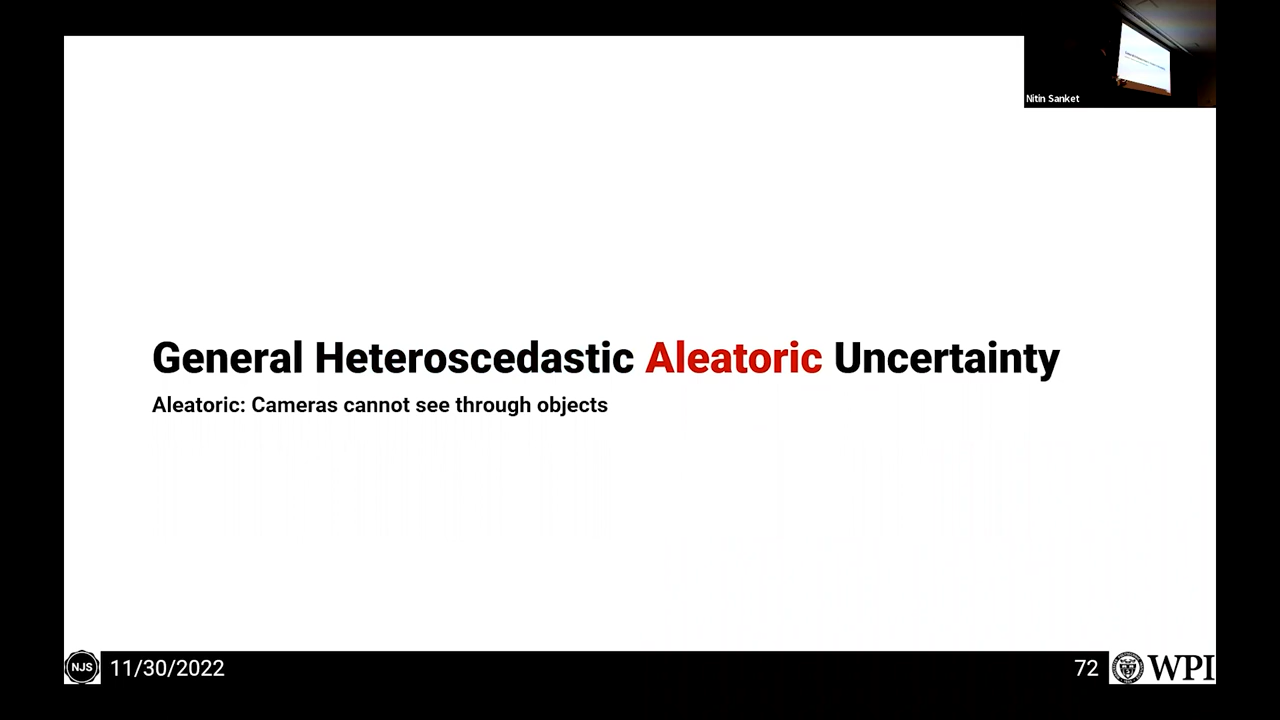 Nitin Sanket
General Heteroscedastic Aleatoric Uncertainty
Aleatoric: Cameras cannot see through objects
NJS 11/30/2022
72 WPI